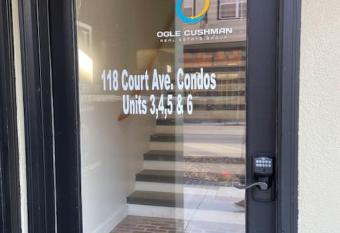 OGLE CUSHMAN
REAL ESTATE GROUP
118 Court Ave. Condos
Units 3,4,5 & 6